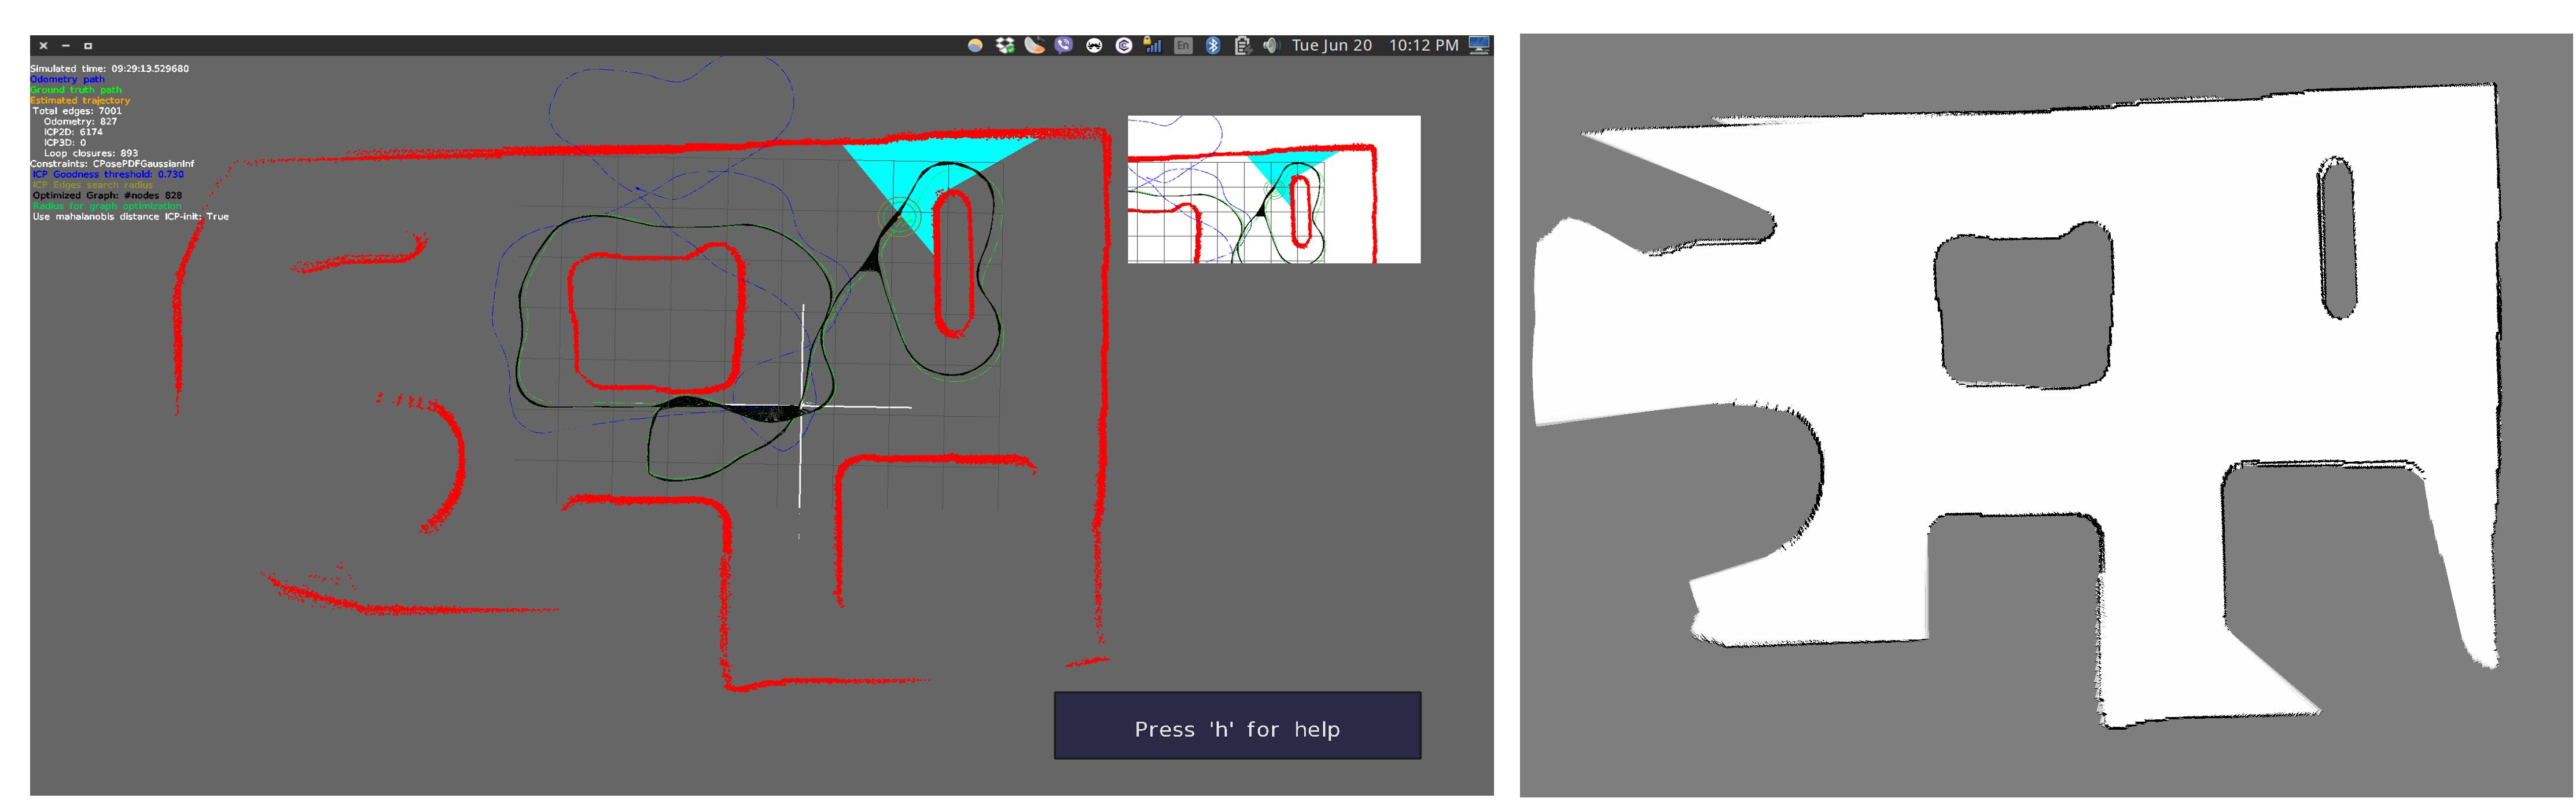 En Tue Jun 20 10:12 PM
Simulated time: 09:29:13.529680
Odometry path
Ground truth path
Estimated trajectory
Total edges: 7001
Odometry: 827
ICP2D: 6174
ICP3D: 0
Loop closures: 893
Constraints: CPosePDFGaussianInf
ICP Goodness threshold: 0.730
ICP Edges search radius
Optimized Graph: #nodes 828
Radius for graph optimization
Use mahalanobis distance ICP-init: True
Press 'h' for help